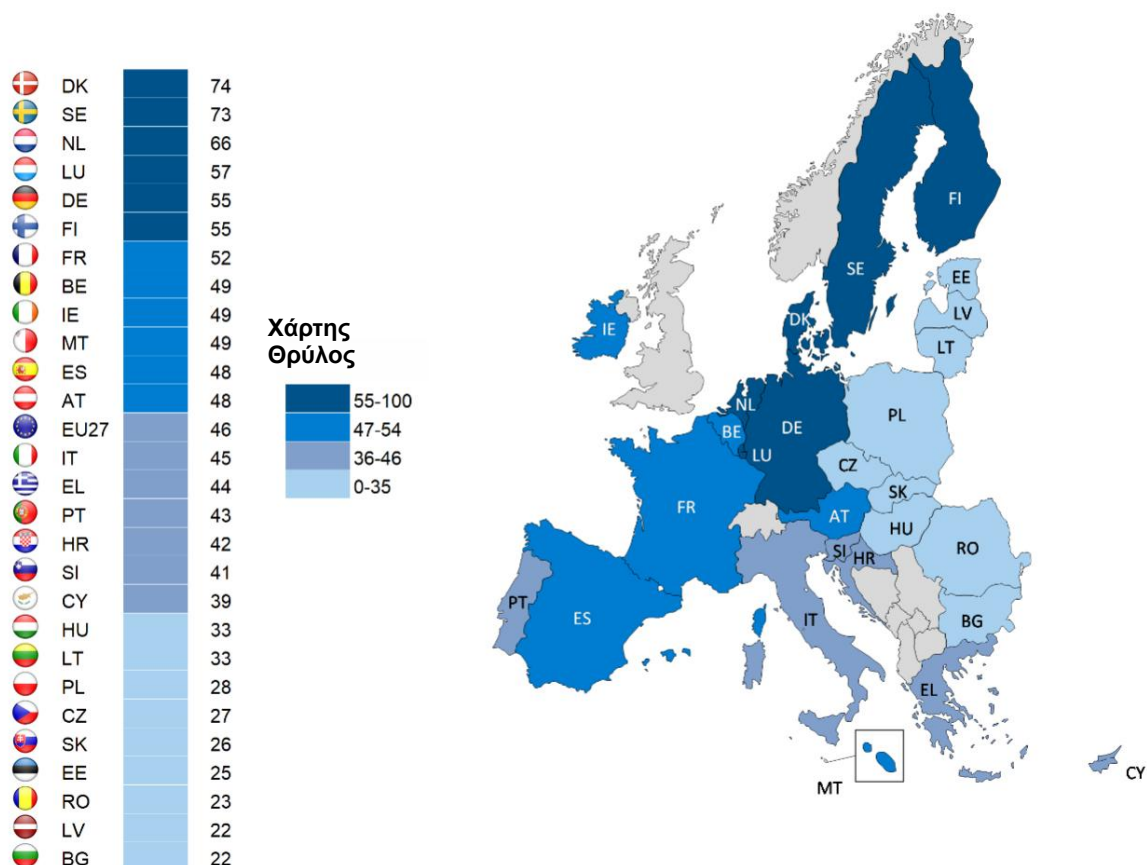 DK 74
SE 73
NL 66
LU 57
DE 55
FI 55
FR 52
BE 49
IE 49
MT 49
ES 48
AT 48
EU27 46
IT 45
EL 44
PT 43
HR 42
SI 41
CY 39
HU 33
LT 33
PL 28
CZ 27
SK 26
EE 25
RO 23
LV 22
BG 22
Χάρτης
Θρύλος
55-100
47-54
36-46
0-35
FI
SE
EE
LV
LT
DK
IE
NL
BE
DE
LU
PL
CZ
SK
AT
HU
FR
RO
SI
HR
BG
PT
ES
IT
EL
MT
CY